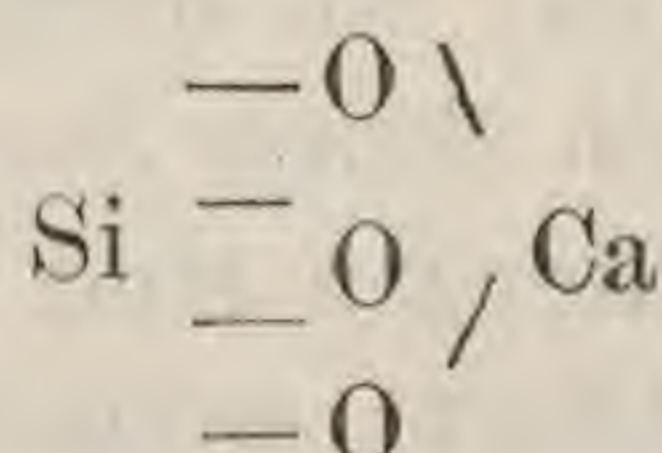 — O \
Si = O / Ca
— O